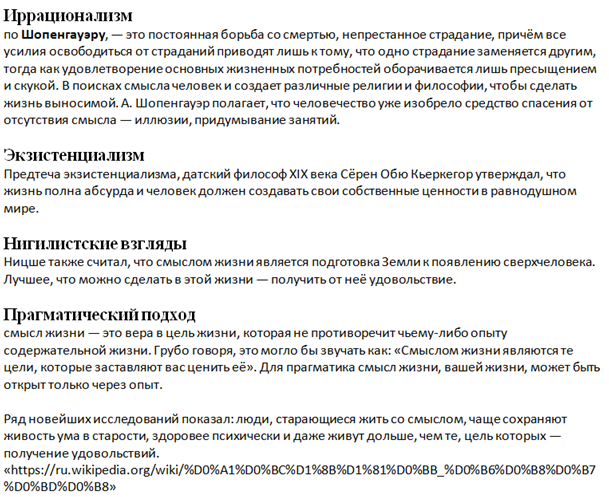 Иррационализм
по Шопенгауэру, — это постоянная борьба со смертью, непрестанное страдание, причём все
усилия освободиться от страданий приводят лишь к тому, что одно страдание заменяется другим,
тогда как удовлетворение основных жизненных потребностей оборачивается лишь пресыщением
и скукой. В поисках смысла человек и создает различные религии и философии, чтобы сделать
жизнь выносимой. А. Шопенгауэр полагает, что человечество уже изобрело средство спасения от
отсутствия смысла — иллюзии, придумывание занятий.
Экзистенциализм
Предтеча экзистенциализма, датский философ XIX века Сёрен Обю Кьеркегор утверждал, что
жизнь полна абсурда и человек должен создавать свои собственные ценности в равнодушном
мире.
Нигилистские взгляды
Ницше также считал, что смыслом жизни является подготовка Земли к появлению сверхчеловека.
Лучшее, что можно сделать в этой жизни — получить от неё удовольствие.
Прагматический подход
смысл жизни — это вера в цель жизни, которая не противоречит чьему-либо опыту
содержательной жизни. Грубо говоря, это могло бы звучать как: «Смыслом жизни являются те
цели, которые заставляют вас ценить её». Для прагматика смысл жизни, вашей жизни, может быть
открыт только через опыт.
Ряд новейших исследований показал: люди, старающиеся жить со смыслом, чаще сохраняют
живость ума в старости, здоровее психически и даже живут дольше, чем те, цель которых —
получение удовольствий.
«https://ru.wikipedia.org/wiki/%D0%A1%D0%BC%D1%8B%D1%81%D0%BB_%D0%B6%D0%B8%D0%B7
%D0%BD%D0%B8»